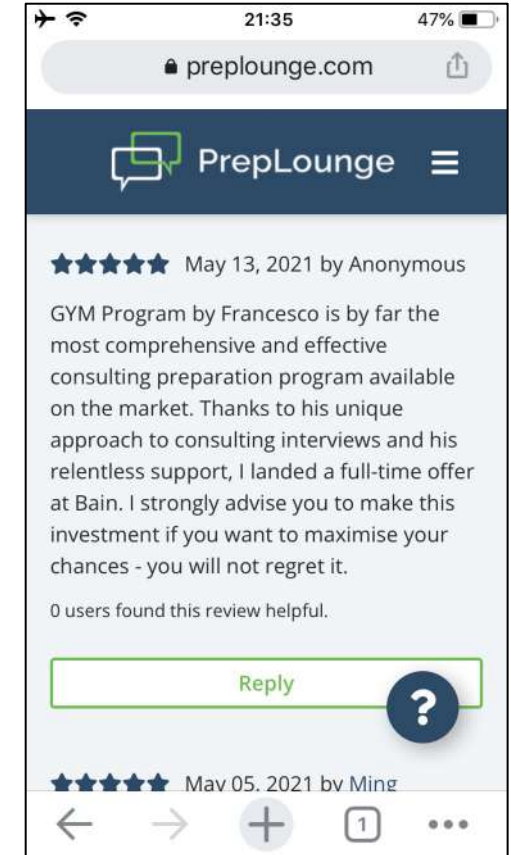 21:35
47%
preplounge.com
PrepLounge
May 13, 2021 by Anonymous
GYM Program by Francesco is by far the
most comprehensive and effective
consulting preparation program available
on the market. Thanks to his unique
approach to consulting interviews and his
relentless support, I landed a full-time offer
at Bain. I strongly advise you to make this
investment if you want to maximise your
chances - you will not regret it.
0 users found this review helpful.
Reply
?
May 05, 2021 by Ming
1